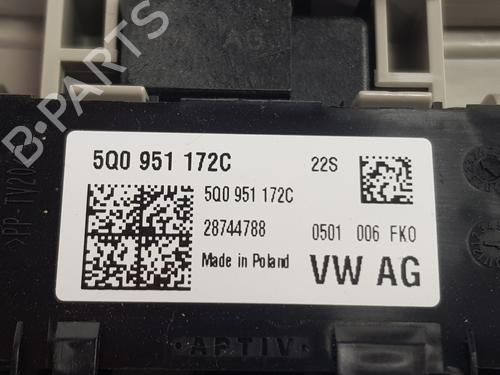 5Q0 951 172C
22S
5Q0 951 172C
28744788
0501 006 FK0
Made in Poland
VW AG
APTIV
B-PARTS